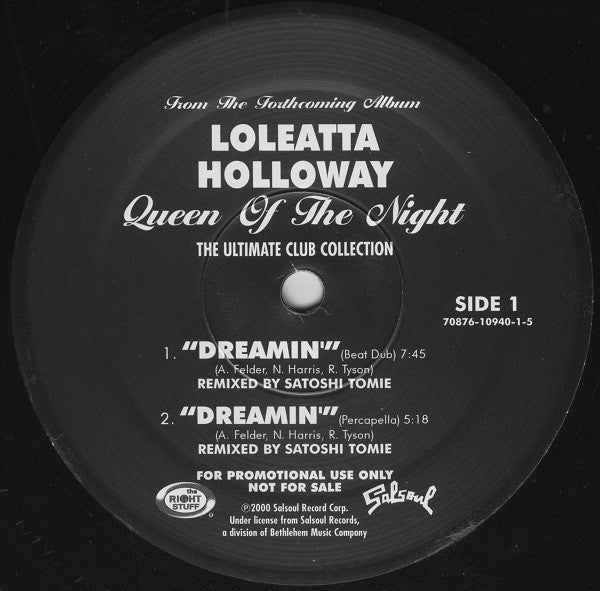 From The Forthcoming Album
LOLEATTA
HOLLOWAY
Queen Of The Night
THE ULTIMATE CLUB COLLECTION
SIDE 1
70876-10940-1-5
1. "DREAMIN'" (Beat Dub) 7:45
(A. Felder, N. Harris, R. Tyson)
REMIXED BY SATOSHI TOMIE
2. "DREAMIN'" (Percapella) 5:18
(A. Felder, N. Harris, R. Tyson)
REMIXED BY SATOSHI TOMIE
FOR PROMOTIONAL USE ONLY
NOT FOR SALE
the
RIGHT
STUFF
Salsoul
℗2000 Salsoul Record Corp.
Under license from Salsoul Records,
a division of Bethlehem Music Company